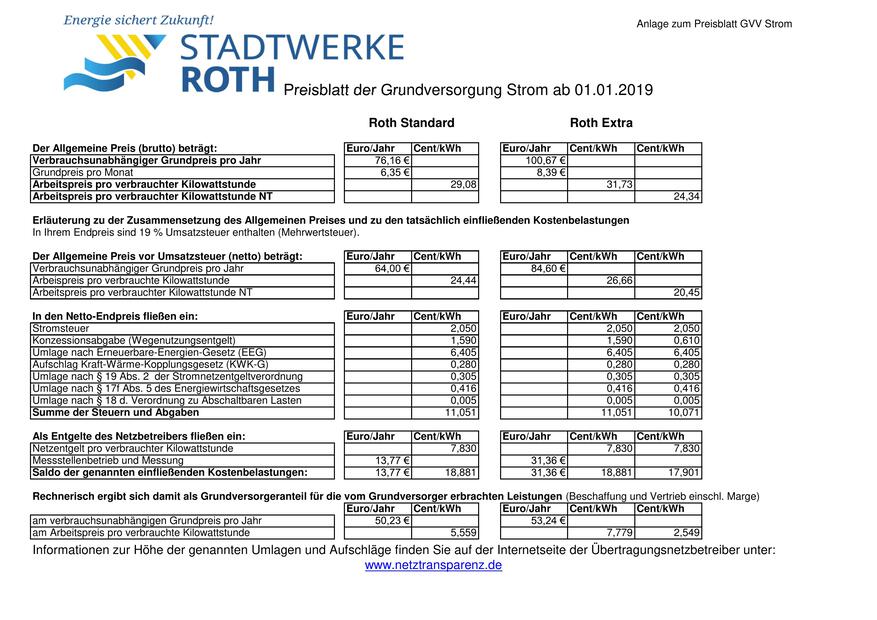 Energie sichert Zukunft!
Anlage zum Preisblatt GVV Strom
STADTWERKE
ROTH
Preisblatt der Grundversorgung Strom ab 01.01.2019
Roth Standard Roth Extra
Der Allgemeine Preis (brutto) beträgt: Euro/Jahr Cent/kWh Euro/Jahr Cent/kWh Cent/kWh
Verbrauchsunabhängiger Grundpreis pro Jahr 76,16 € 100,67 €
Grundpreis pro Monat 6,35 € 8,39 €
Arbeitspreis pro verbrauchter Kilowattstunde 29,08 31,73
Arbeitspreis pro verbrauchter Kilowattstunde NT 24,34
Erläuterung zu der Zusammensetzung des Allgemeinen Preises und zu den tatsächlich einfließenden Kostenbelastungen
In Ihrem Endpreis sind 19 % Umsatzsteuer enthalten (Mehrwertsteuer).
Der Allgemeine Preis vor Umsatzsteuer (netto) beträgt: Euro/Jahr Cent/kWh Euro/Jahr Cent/kWh Cent/kWh
Verbrauchsunabhängiger Grundpreis pro Jahr 64,00 € 84,60 €
Arbeispreis pro verbrauchte Kilowattstunde 24,44 26,66
Arbeitspreis pro verbrauchter Kilowattstunde NT 20,45
In den Netto-Endpreis fließen ein: Euro/Jahr Cent/kWh Euro/Jahr Cent/kWh Cent/kWh
Stromsteuer 2,050 2,050 2,050
Konzessionsabgabe (Wegenutzungsentgelt) 1,590 1,590 0,610
Umlage nach Erneuerbare-Energien-Gesetz (EEG) 6,405 6,405 6,405
Aufschlag Kraft-Wärme-Kopplungsgesetz (KWK-G) 0,280 0,280 0,280
Umlage nach § 19 Abs. 2 der Stromnetzentgeltverordnung 0,305 0,305 0,305
Umlage nach § 17f Abs. 5 des Energiewirtschaftsgesetzes 0,416 0,416 0,416
Umlage nach § 18 d. Verordnung zu Abschaltbaren Lasten 0,005 0,005 0,005
Summe der Steuern und Abgaben 11,051 11,051 10,071
Als Entgelte des Netzbetreibers fließen ein: Euro/Jahr Cent/kWh Euro/Jahr Cent/kWh Cent/kWh
Netzentgelt pro verbrauchter Kilowattstunde 7,830 7,830 7,830
Messstellenbetrieb und Messung 13,77 € 31,36 €
Saldo der genannten einfließenden Kostenbelastungen: 13,77 € 18,881 31,36 € 18,881 17,901
Rechnerisch ergibt sich damit als Grundversorgeranteil für die vom Grundversorger erbrachten Leistungen (Beschaffung und Vertrieb einschl. Marge)
Euro/Jahr Cent/kWh Euro/Jahr Cent/kWh Cent/kWh
am verbrauchsunabhängigen Grundpreis pro Jahr 50,23 € 53,24 €
am Arbeitspreis pro verbrauchte Kilowattstunde 5,559 7,779 2,549
Informationen zur Höhe der genannten Umlagen und Aufschläge finden Sie auf der Internetseite der Übertragungsnetzbetreiber unter:
www.netztransparenz.de